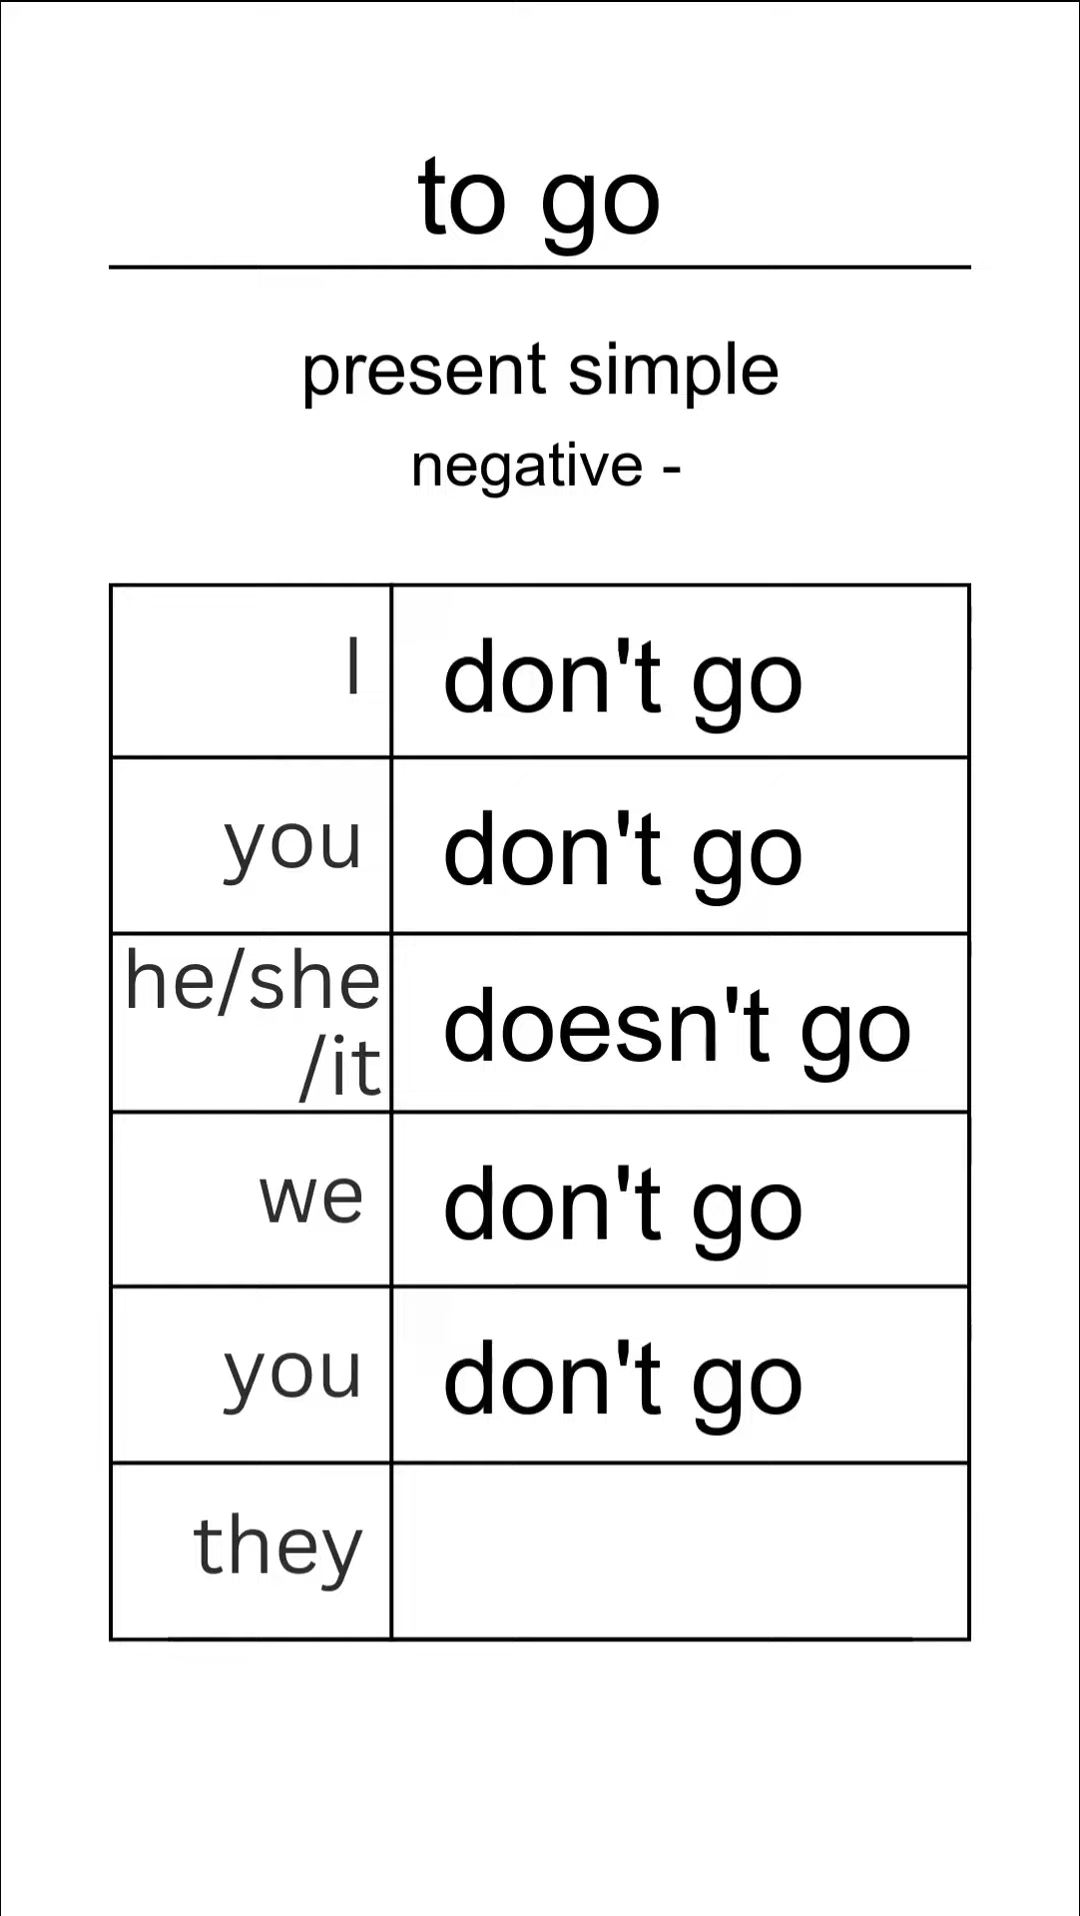 to go
present simple
negative -
I don't go
you don't go
he/she
/it doesn't go
we don't go
you don't go
they